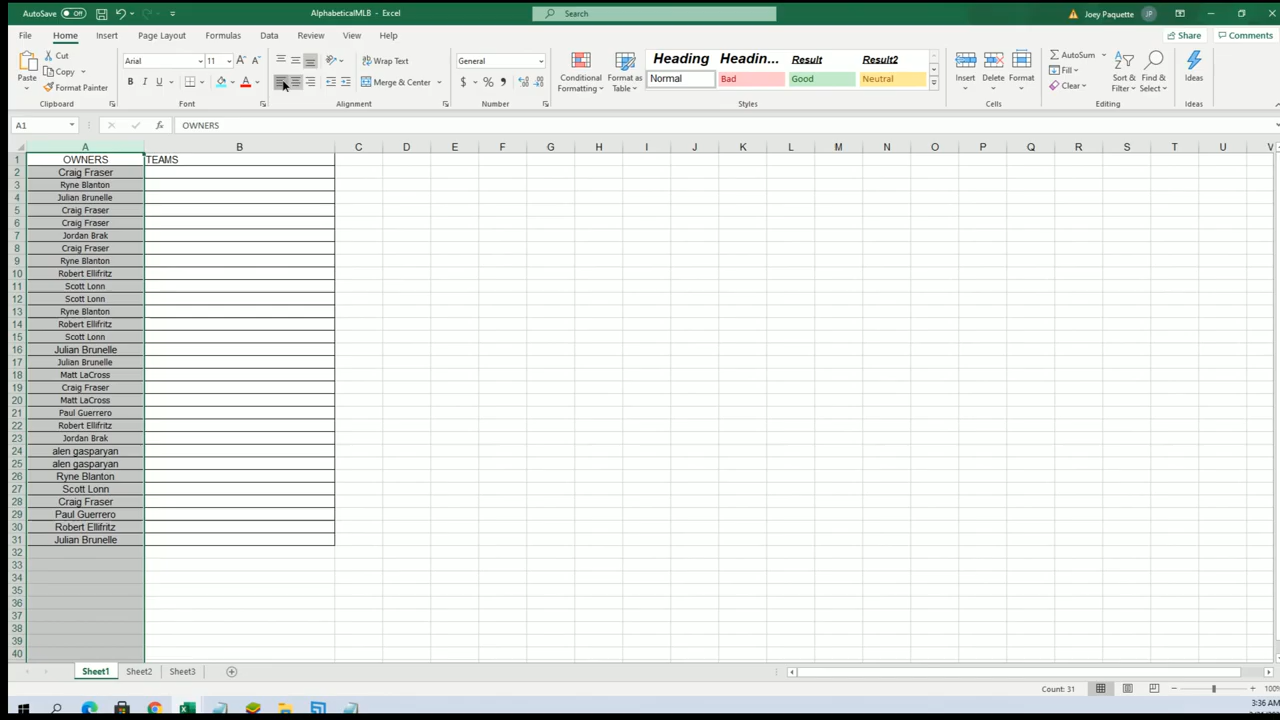 AutoSave Off AlphabeticalMLB - Excel Search Joey Paquette JP
File Home Insert Page Layout Formulas Data Review View Help Share Comments
Paste Cut Copy Format Painter Clipboard
Arial 11 A A B I U A Font
Wrap Text Merge & Center Alignment
General $ % Number
Conditional Formatting Format as Table Heading Headin... Result Result2 Normal Bad Good Neutral Styles
Insert Delete Format Cells
AutoSum Fill Clear Sort & Filter Find & Select Editing
Ideas Ideas
A1 fx OWNERS
A B C D E F G H I J K L M N O P Q R S T U V
1 OWNERS TEAMS
2 Craig Fraser
3 Ryne Blanton
4 Julian Brunelle
5 Craig Fraser
6 Craig Fraser
7 Jordan Brak
8 Craig Fraser
9 Ryne Blanton
10 Robert Ellifritz
11 Scott Lonn
12 Scott Lonn
13 Ryne Blanton
14 Robert Ellifritz
15 Scott Lonn
16 Julian Brunelle
17 Julian Brunelle
18 Matt LaCross
19 Craig Fraser
20 Matt LaCross
21 Paul Guerrero
22 Robert Ellifritz
23 Jordan Brak
24 alen gasparyan
25 alen gasparyan
26 Ryne Blanton
27 Scott Lonn
28 Craig Fraser
29 Paul Guerrero
30 Robert Ellifritz
31 Julian Brunelle
32
33
34
35
36
37
38
39
40
Sheet1 Sheet2 Sheet3
Count: 31 100%
3:36 AM